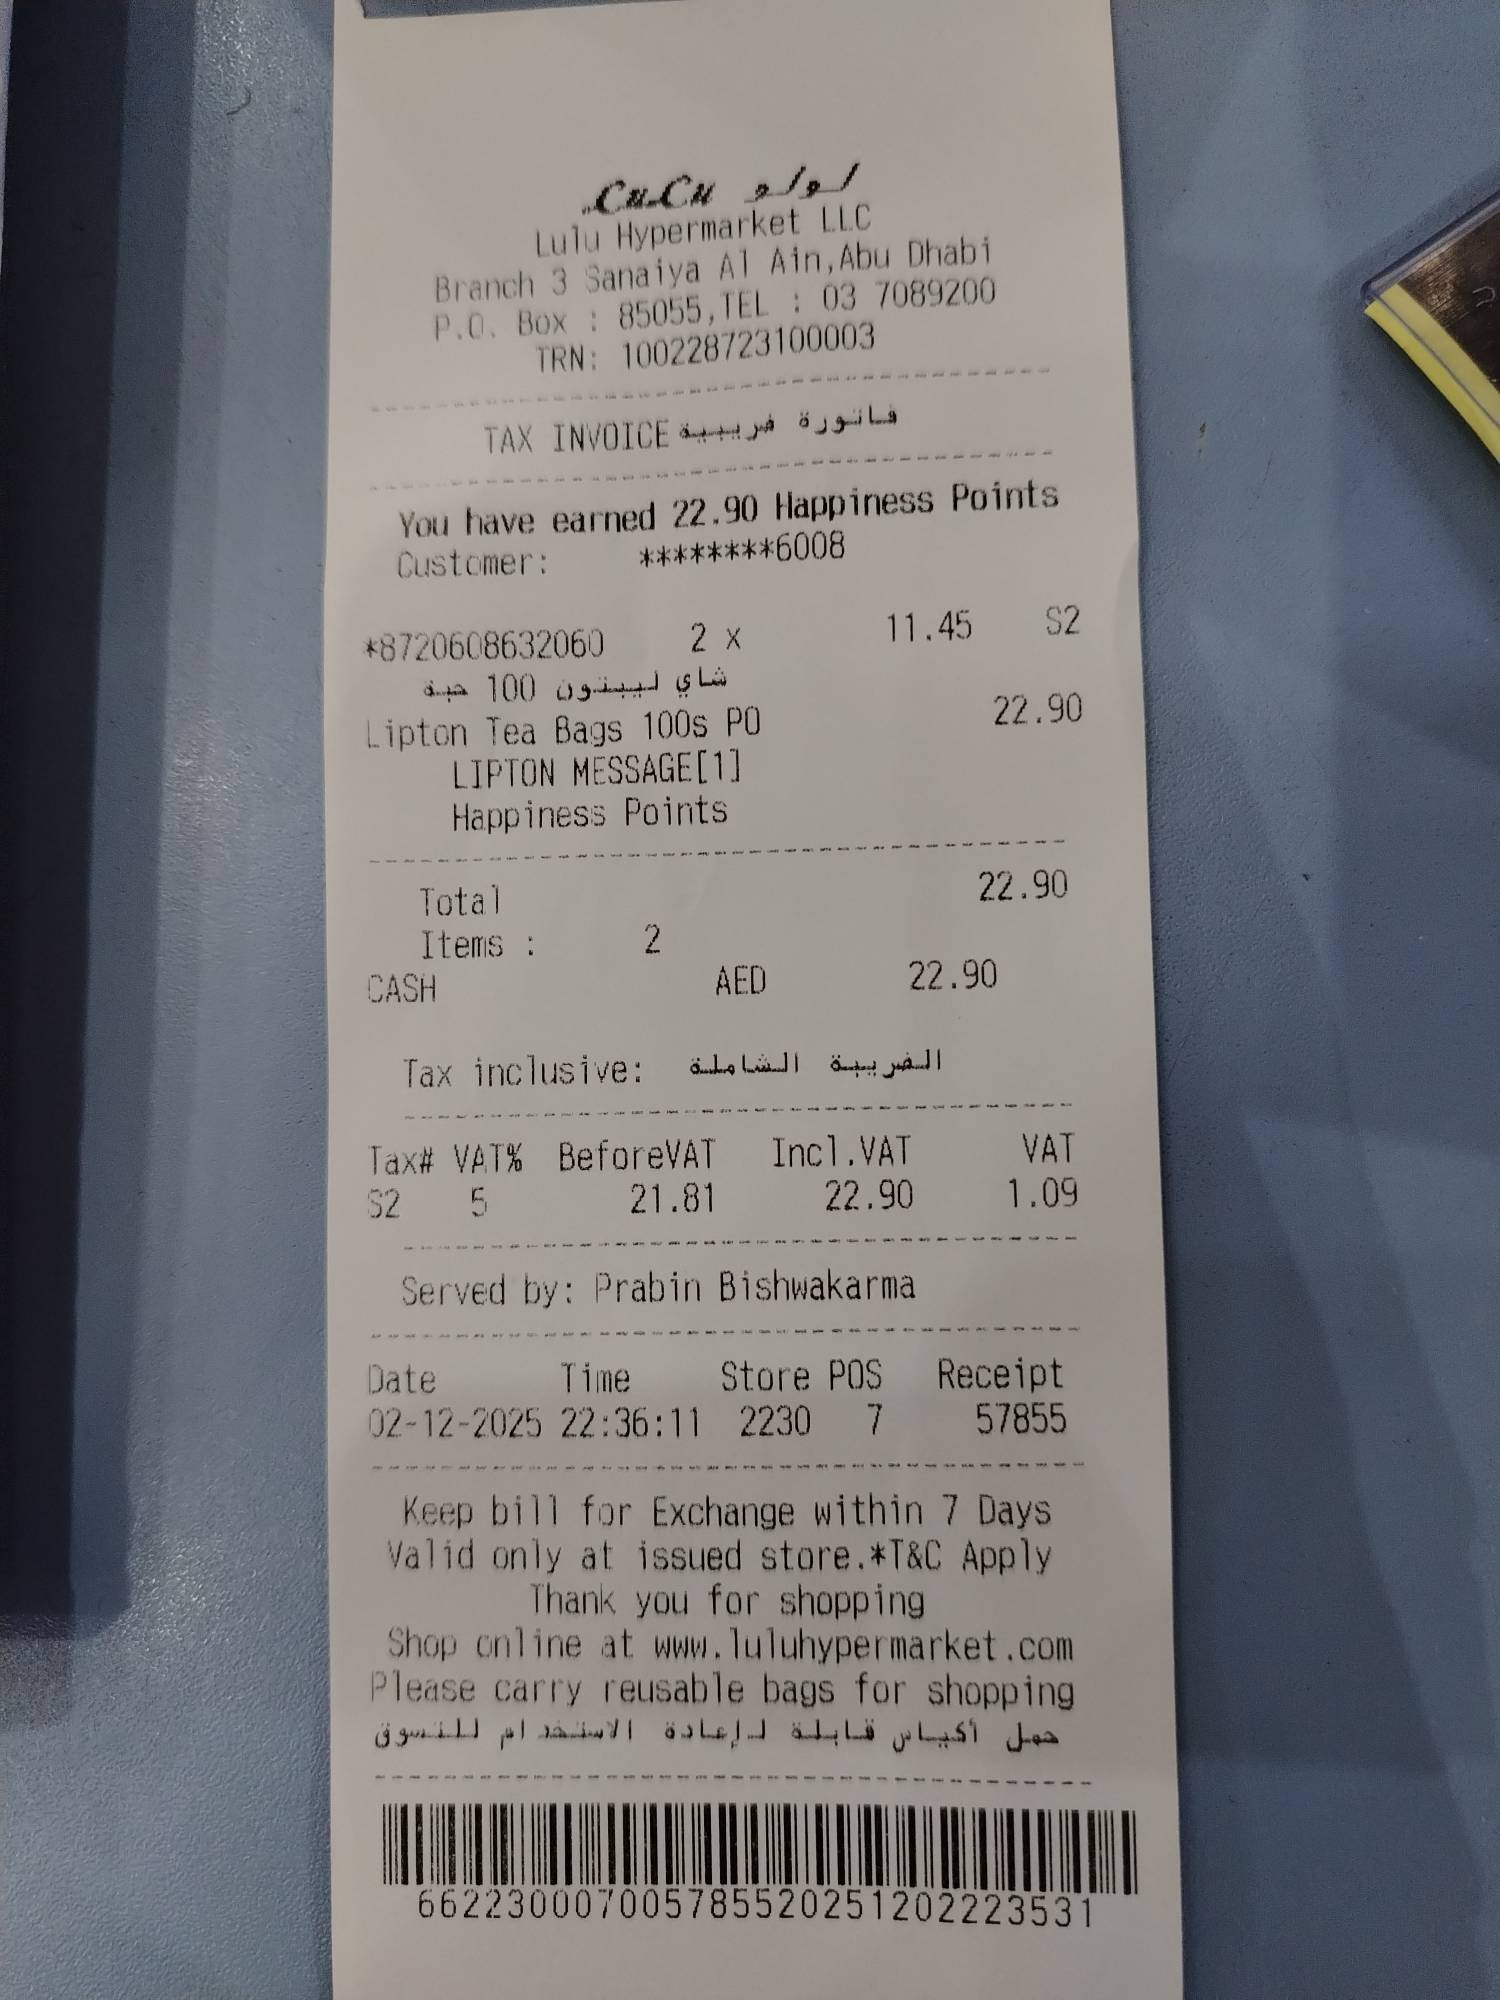 LuLu لولو
Lulu Hypermarket LLC
Branch 3 Sanaiya Al Ain,Abu Dhabi
P.O. Box : 85055,TEL : 03 7089200
TRN: 100228723100003
TAX INVOICE فاتورة ضريبية
You have earned 22.90 Happiness Points
Customer: ********6008
*8720608632060 2 x 11.45 S2
شاي ليبتون 100 حبة
Lipton Tea Bags 100s PO 22.90
LIPTON MESSAGE[1]
Happiness Points
Total 22.90
Items : 2
CASH AED 22.90
Tax inclusive: الضريبة الشاملة
Tax# VAT% BeforeVAT Incl.VAT VAT
S2 5 21.81 22.90 1.09
Served by: Prabin Bishwakarma
Date Time Store POS Receipt
02-12-2025 22:36:11 2230 7 57855
Keep bill for Exchange within 7 Days
Valid only at issued store.*T&C Apply
Thank you for shopping
Shop online at www.luluhypermarket.com
Please carry reusable bags for shopping
حمل أكياس قابلة لإعادة الاستخدام للتسوق
66223000700578552025120222​3531